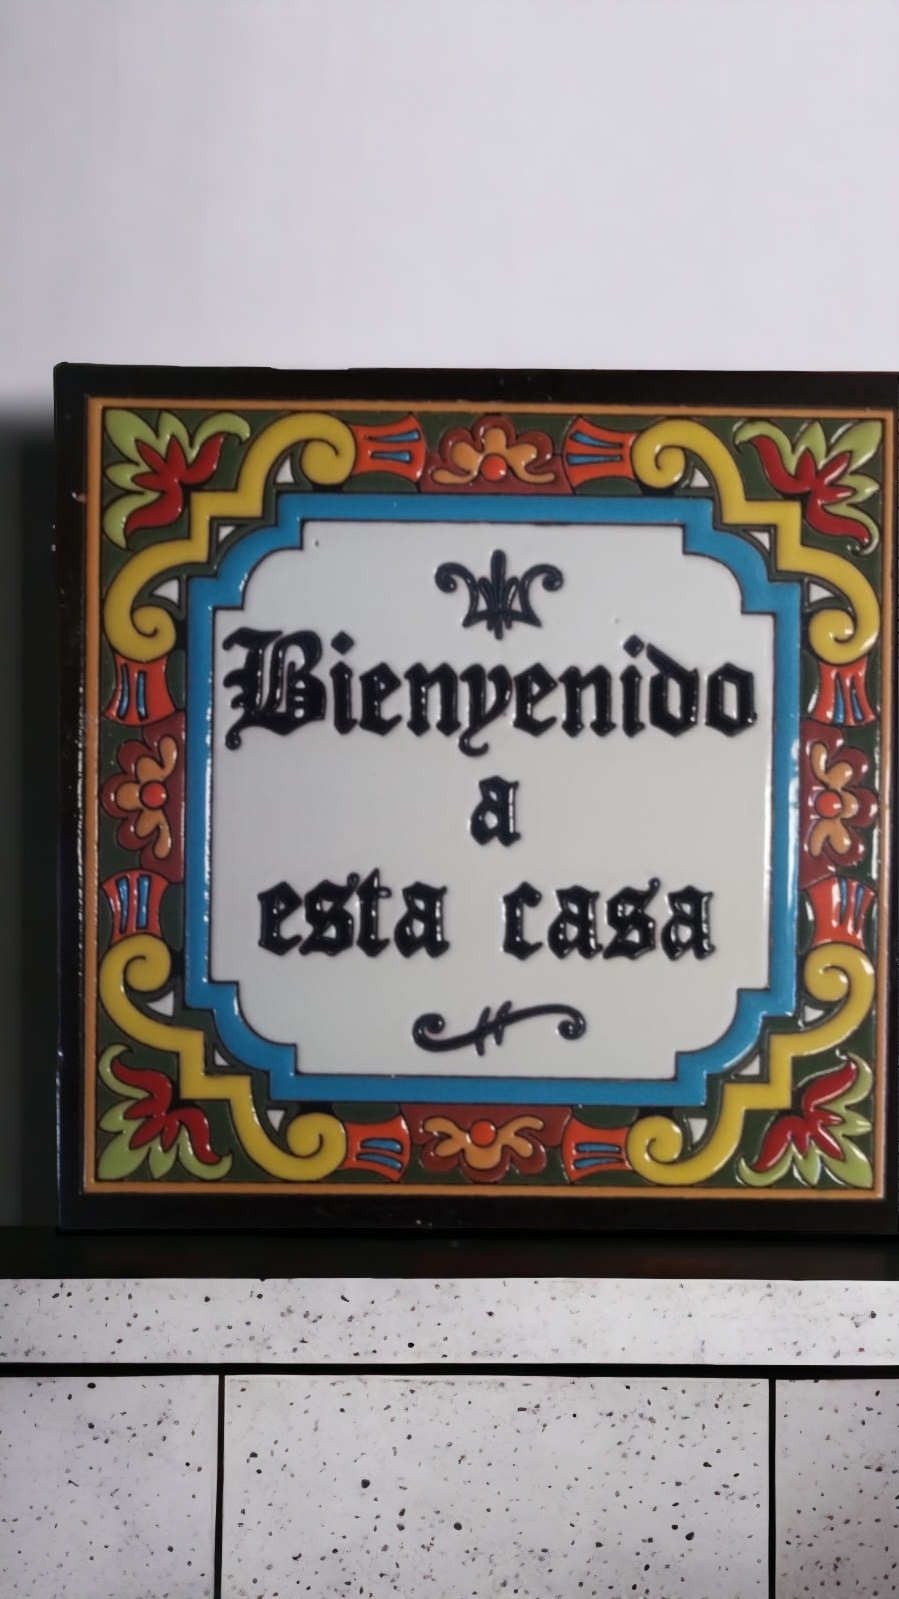 Bienvenido
a
esta casa